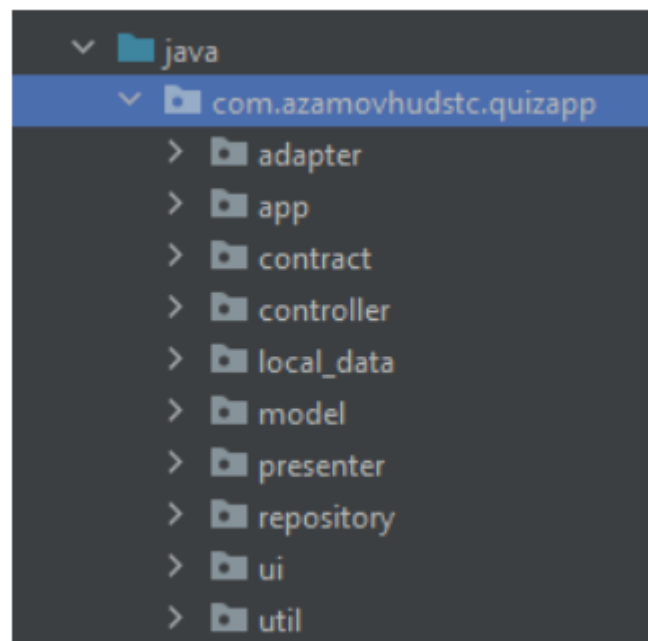 java
com.azamovhudstc.quizapp
adapter
app
contract
controller
local_data
model
presenter
repository
ui
util